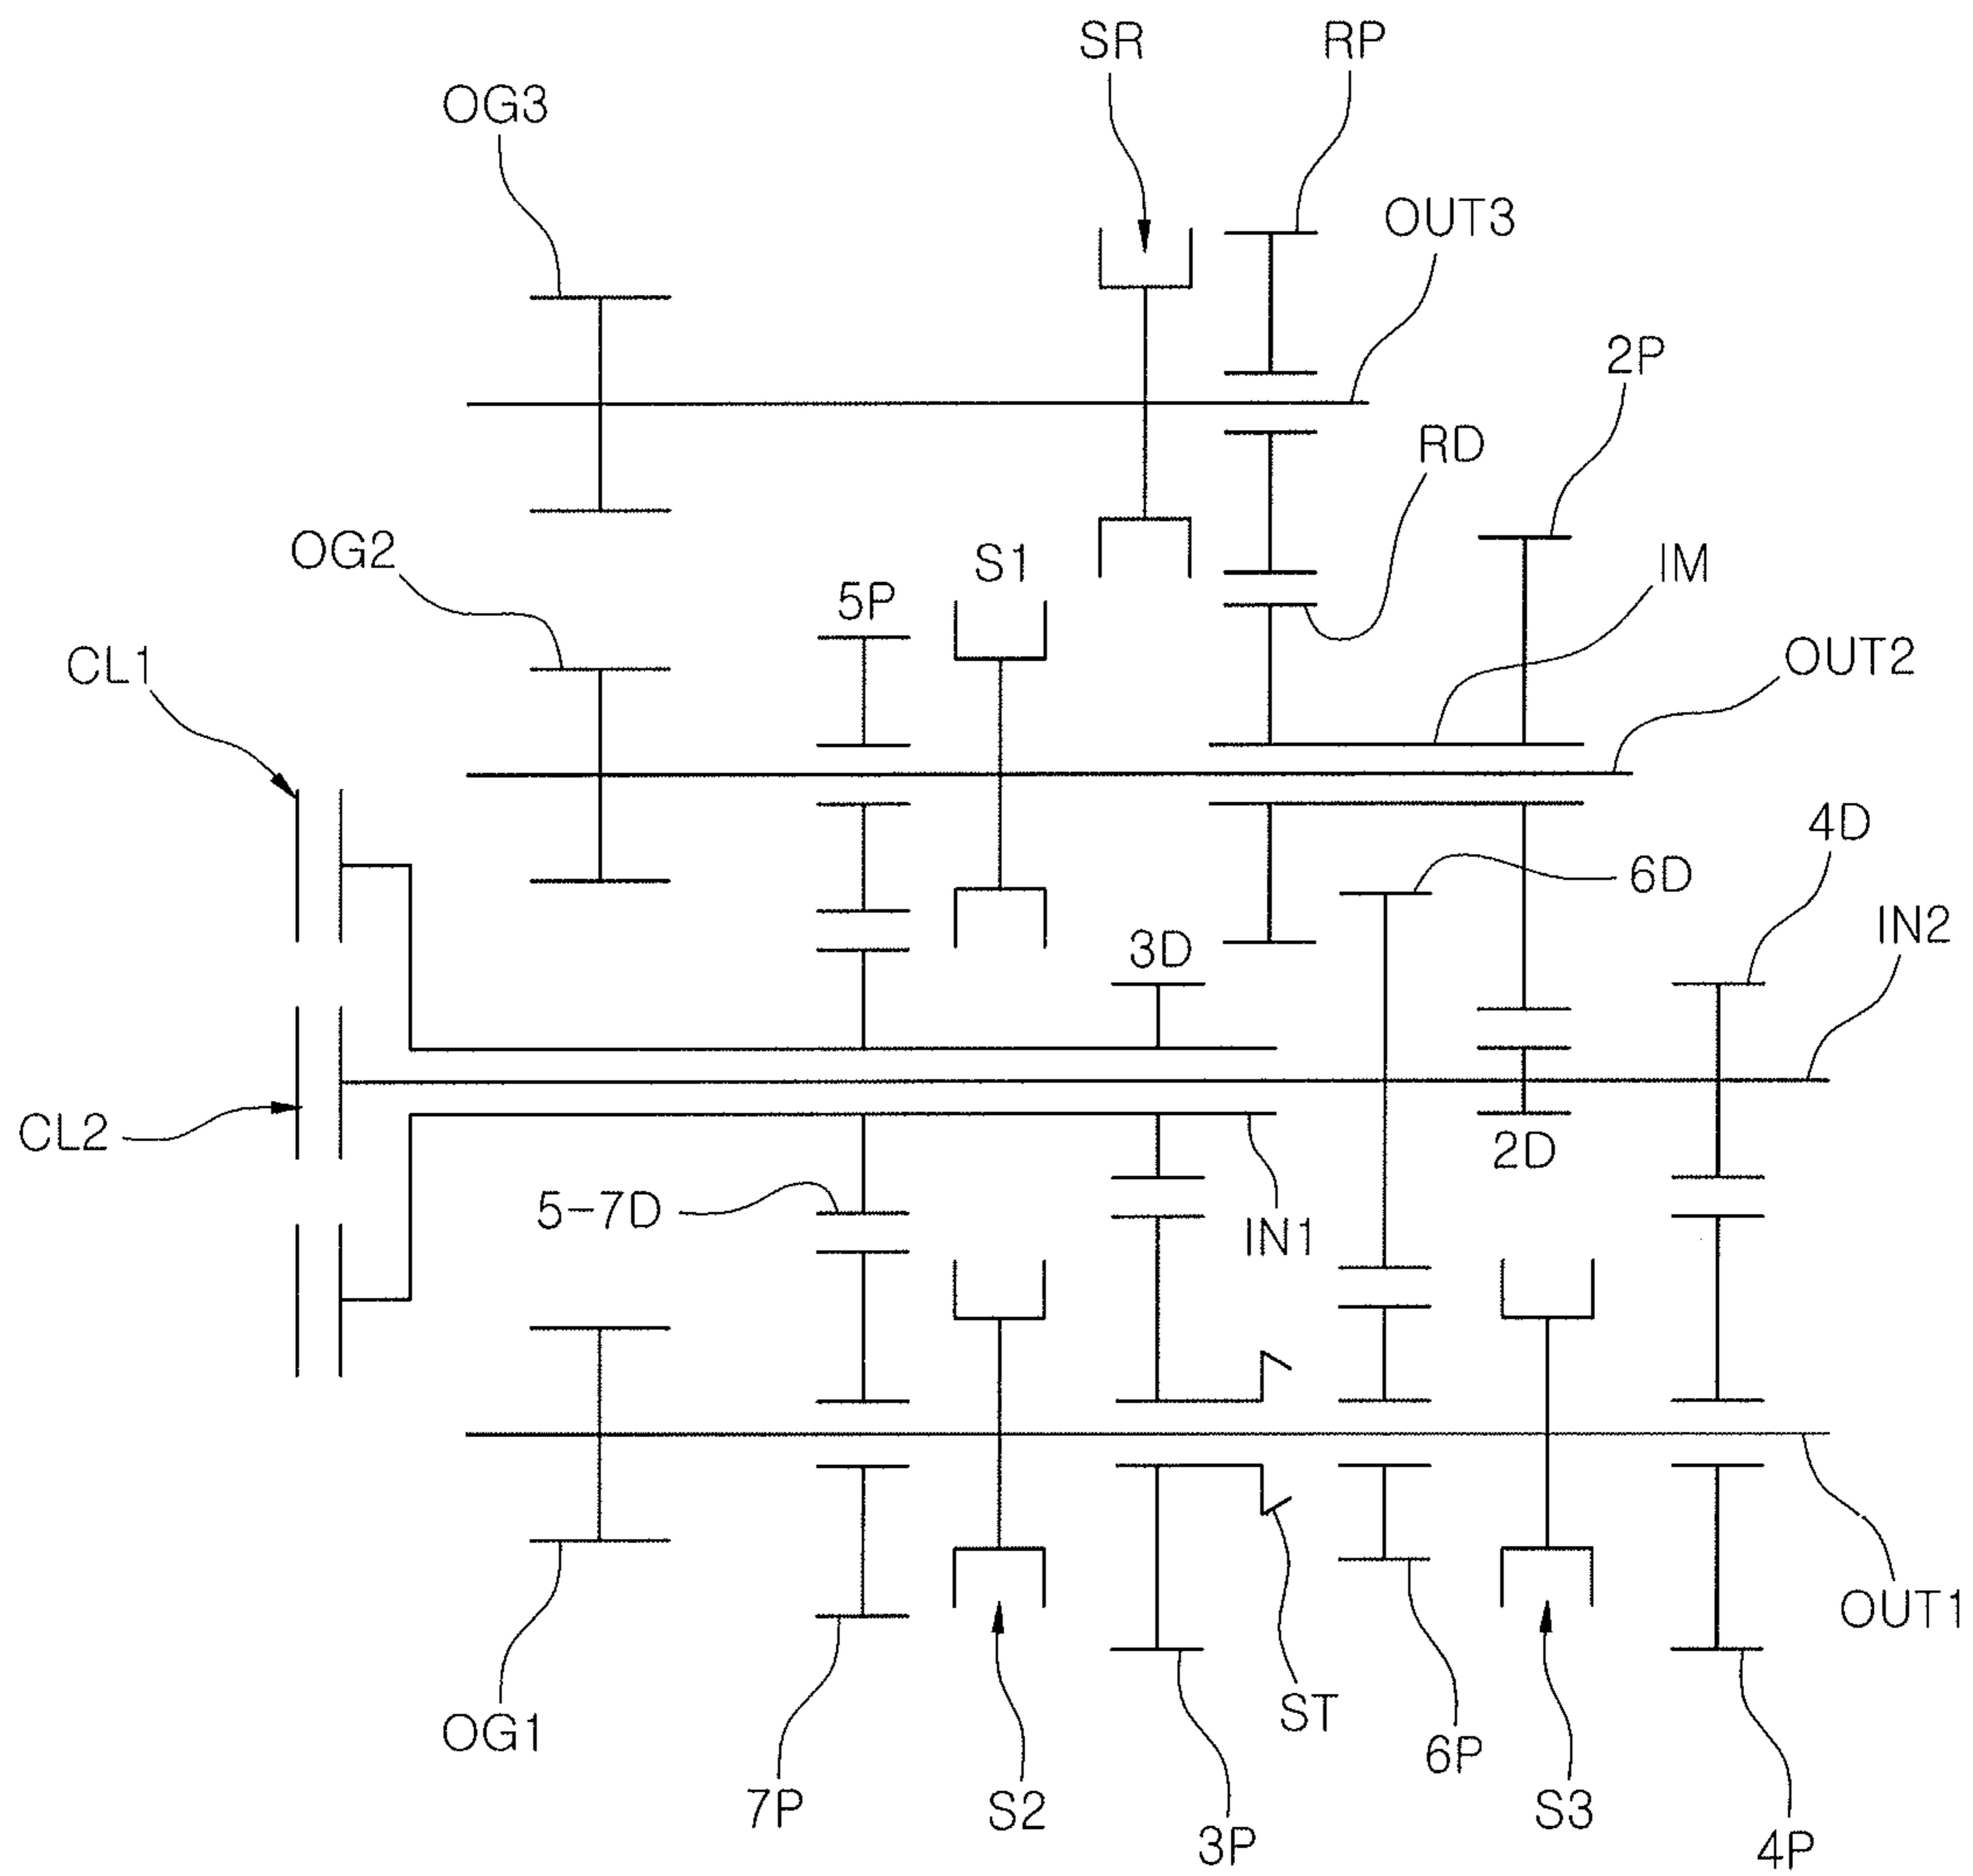 SR
RP
OG3
OUT3
2P
RD
OG2
S1
IM
5P
CL1
OUT2
4D
6D
IN2
3D
CL2
2D
5-7D
IN1
OUT1
ST
OG1
6P
7P
S2
S3
3P
4P